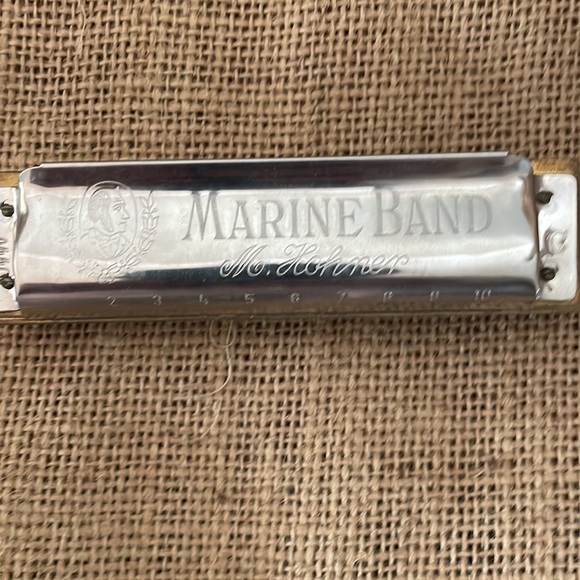 MARINE BAND
M. Hohner
2 3 4 5 6 7 8 9 10
C